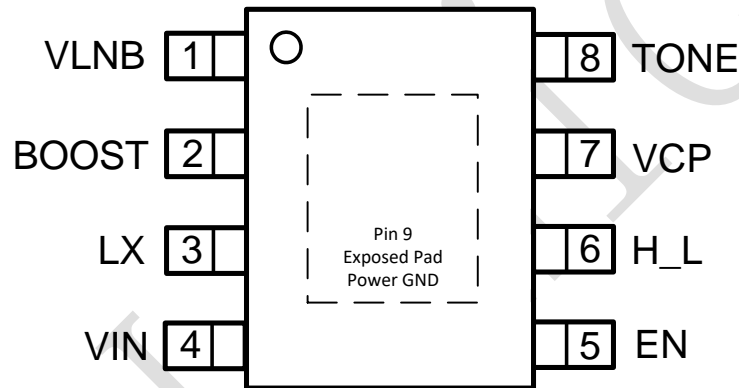 VLNB 1
BOOST 2
LX 3
VIN 4
Pin 9
Exposed Pad
Power GND
8 TONE
7 VCP
6 H_L
5 EN